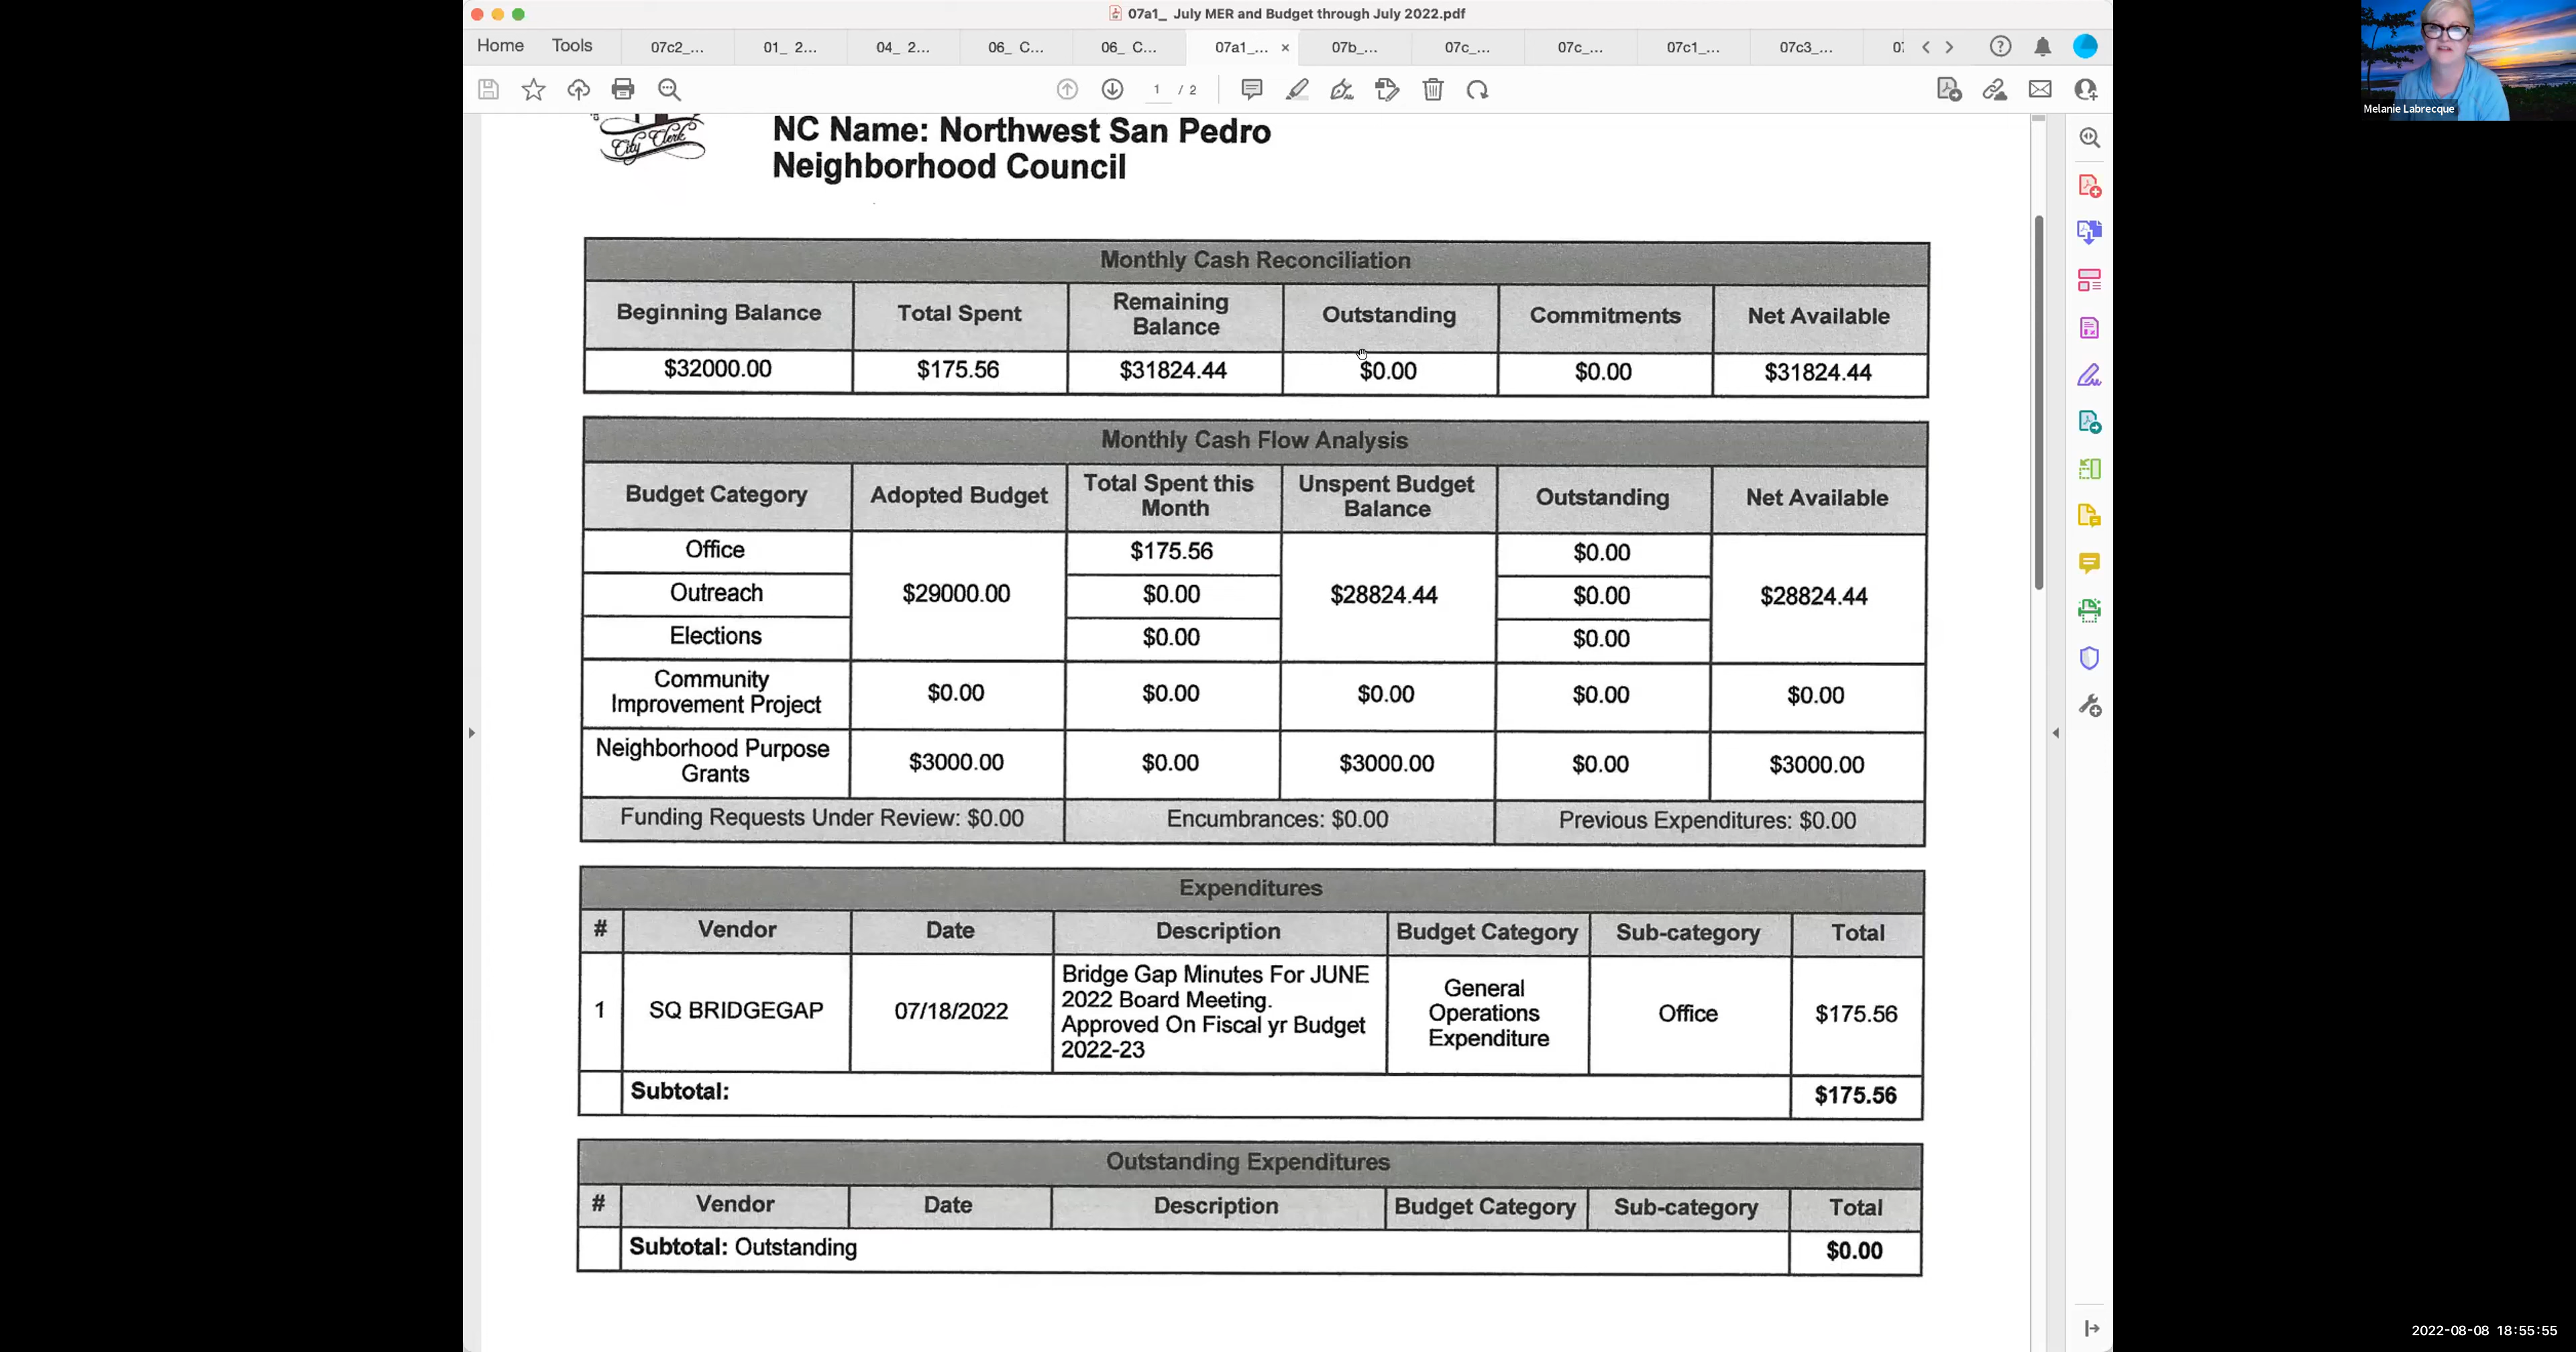 07a1_ July MER and Budget through July 2022.pdf
Home Tools 07c2_... 01_ 2... 04_ 2... 06_ C... 06_ C... 07a1_... × 07b_... 07c_... 07c_... 07c1_... 07c3_...
1 / 2
Melanie Labrecque
City Clerk
NC Name: Northwest San Pedro
Neighborhood Council
Monthly Cash Reconciliation
Beginning Balance Total Spent Remaining Balance Outstanding Commitments Net Available
$32000.00 $175.56 $31824.44 $0.00 $0.00 $31824.44
Monthly Cash Flow Analysis
Budget Category Adopted Budget Total Spent this Month Unspent Budget Balance Outstanding Net Available
Office $29000.00 $175.56 $28824.44 $0.00 $28824.44
Outreach $0.00 $0.00
Elections $0.00 $0.00
Community Improvement Project $0.00 $0.00 $0.00 $0.00 $0.00
Neighborhood Purpose Grants $3000.00 $0.00 $3000.00 $0.00 $3000.00
Funding Requests Under Review: $0.00 Encumbrances: $0.00 Previous Expenditures: $0.00
Expenditures
# Vendor Date Description Budget Category Sub-category Total
1 SQ BRIDGEGAP 07/18/2022 Bridge Gap Minutes For JUNE 2022 Board Meeting. Approved On Fiscal yr Budget 2022-23 General Operations Expenditure Office $175.56
Subtotal: $175.56
Outstanding Expenditures
# Vendor Date Description Budget Category Sub-category Total
Subtotal: Outstanding $0.00
2022-08-08 18:55:55